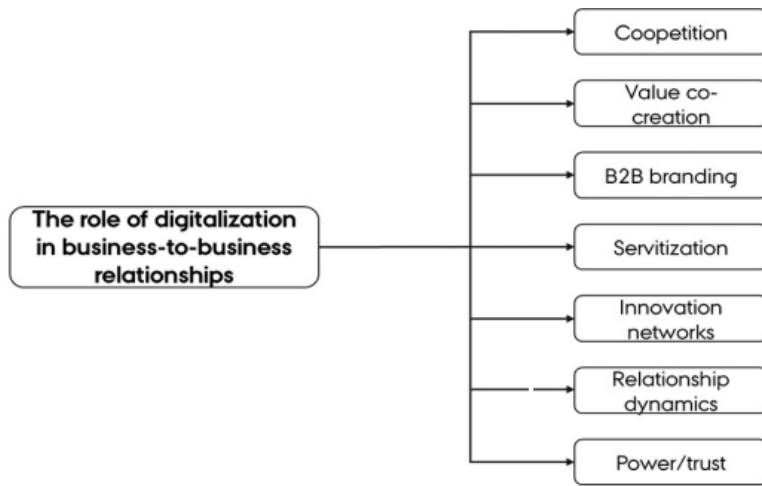 Coopetition
Value co-
creation
B2B branding
The role of digitalization
in business-to-business
relationships
Servitization
Innovation
networks
Relationship
dynamics
Power/trust